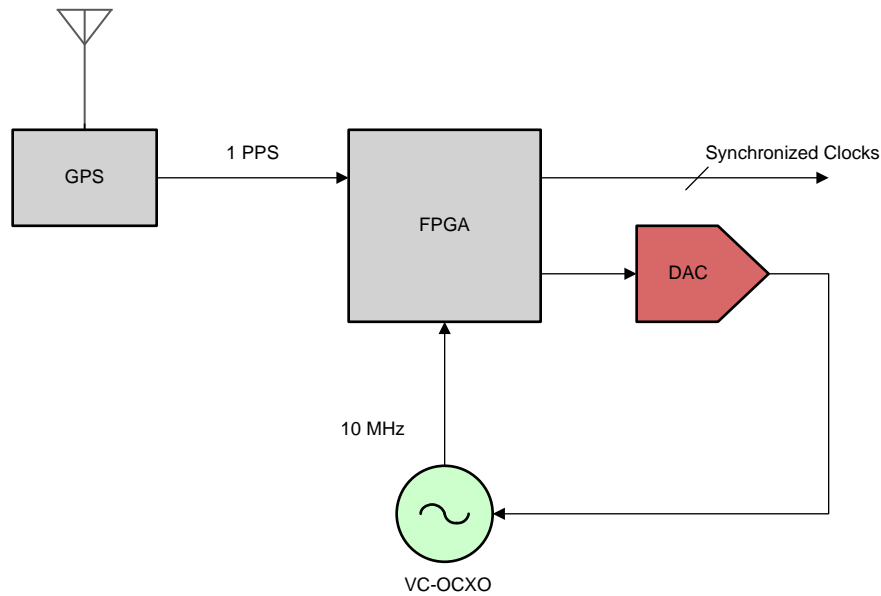 1 PPS
Synchronized Clocks
GPS
FPGA
DAC
10 MHz
VC-OCXO